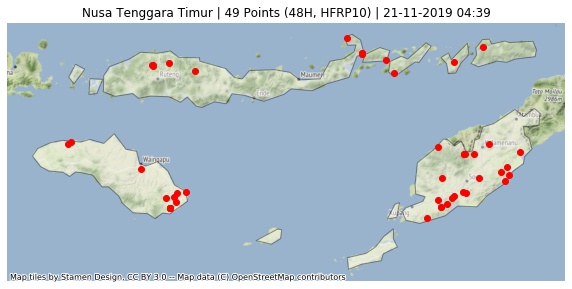 Nusa Tenggara Timur | 49 Points (48H, HFRP10) | 21-11-2019 04:39
Maumere
Ende
Waingapu
Kupang
Map tiles by Stamen Design, CC BY 3.0 -- Map data (C) OpenStreetMap contributors